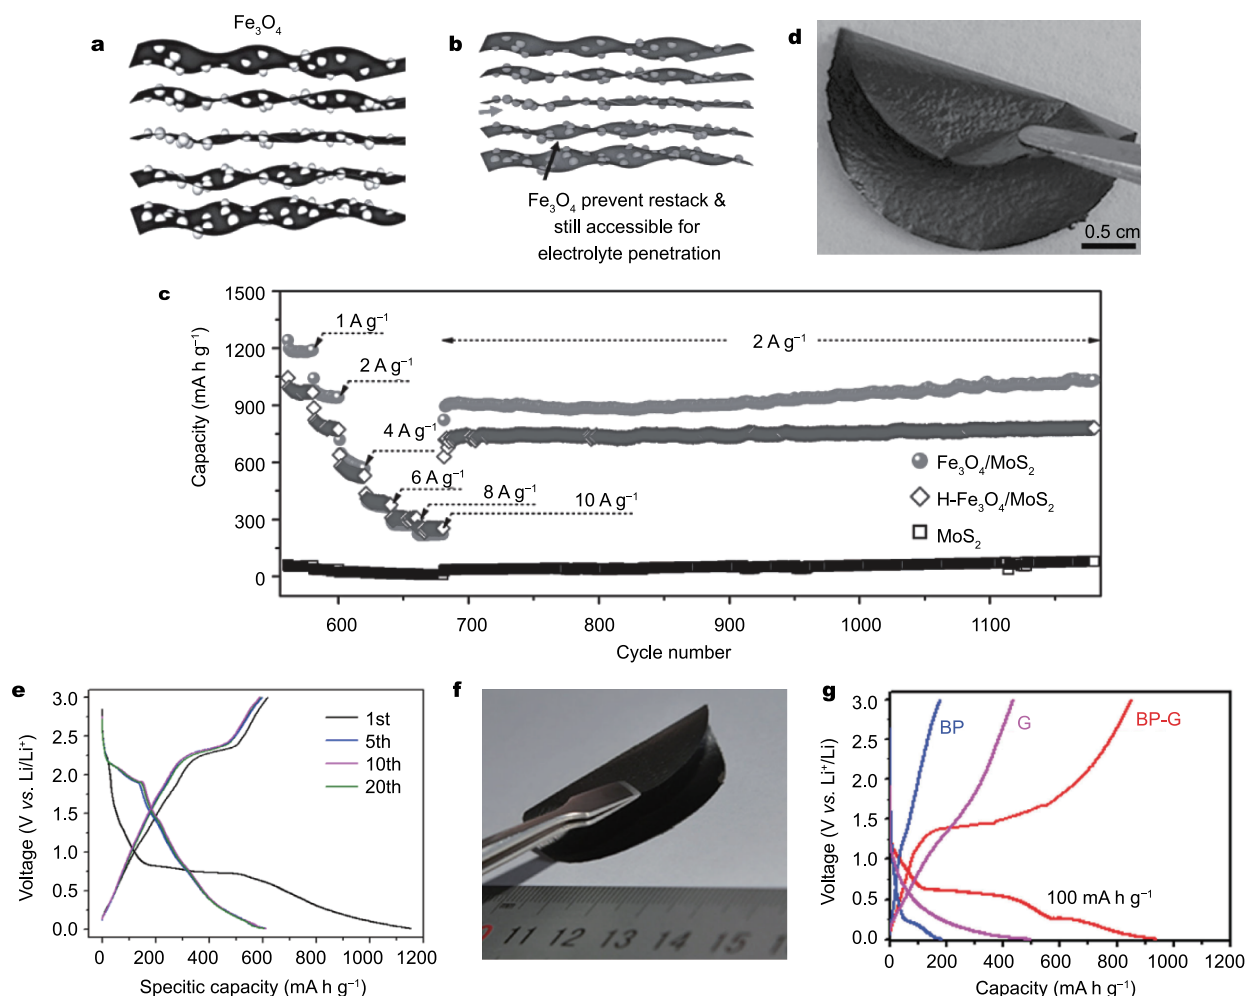 a
Fe₃O₄
b
Fe₃O₄ prevent restack &
still accessible for
electrolyte penetration
d
0.5 cm
c
Capacity (mA h g⁻¹)
1500
1200
900
600
300
0
1 A g⁻¹
2 A g⁻¹
4 A g⁻¹
6 A g⁻¹
8 A g⁻¹
10 A g⁻¹
2 A g⁻¹
Fe₃O₄/MoS₂
H-Fe₃O₄/MoS₂
MoS₂
600 700 800 900 1000 1100
Cycle number
e
Voltage (V vs. Li/Li⁺)
3.0
2.5
2.0
1.5
1.0
0.5
0.0
1st
5th
10th
20th
0 200 400 600 800 1000 1200
Specitic capacity (mA h g⁻¹)
f
11 12 13 14 15
g
Voltage (V vs. Li⁺/Li)
3.0
2.5
2.0
1.5
1.0
0.5
0.0
BP
G
BP-G
100 mA h g⁻¹
0 200 400 600 800 1000 1200
Capacity (mA h g⁻¹)